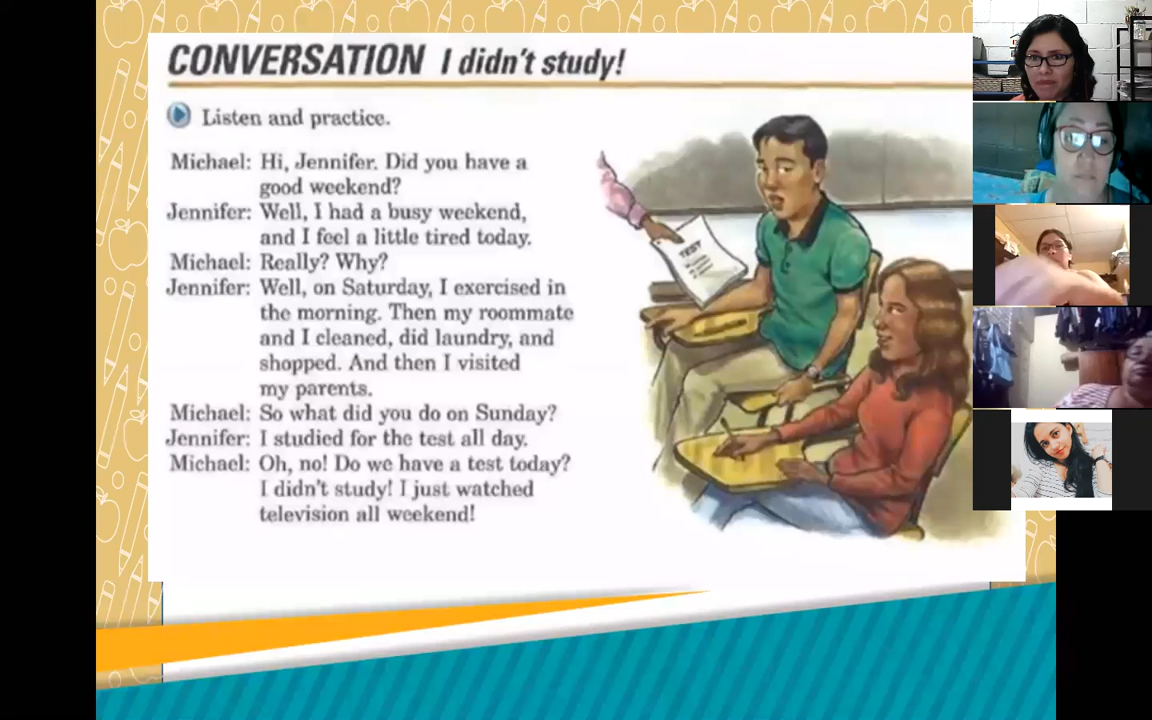 CONVERSATION I didn't study!
Listen and practice.
Michael: Hi, Jennifer. Did you have a
good weekend?
Jennifer: Well, I had a busy weekend,
and I feel a little tired today.
Michael: Really? Why?
Jennifer: Well, on Saturday, I exercised in
the morning. Then my roommate
and I cleaned, did laundry, and
shopped. And then I visited
my parents.
Michael: So what did you do on Sunday?
Jennifer: I studied for the test all day.
Michael: Oh, no! Do we have a test today?
I didn't study! I just watched
television all weekend!
TEST